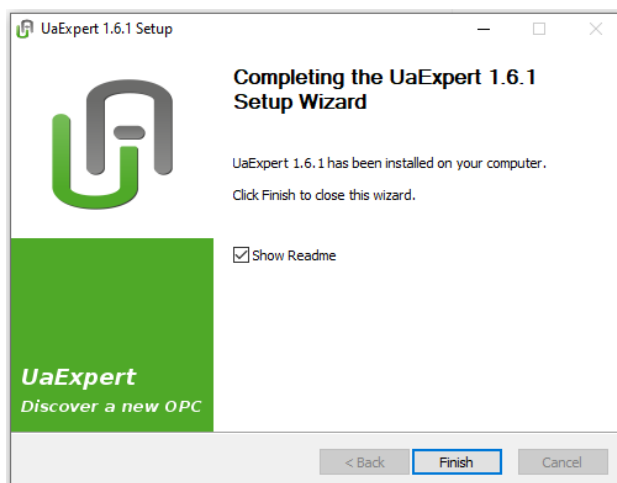 UaExpert 1.6.1 Setup
Completing the UaExpert 1.6.1
Setup Wizard
UaExpert 1.6.1 has been installed on your computer.
Click Finish to close this wizard.
Show Readme
UaExpert
Discover a new OPC
< Back
Finish
Cancel